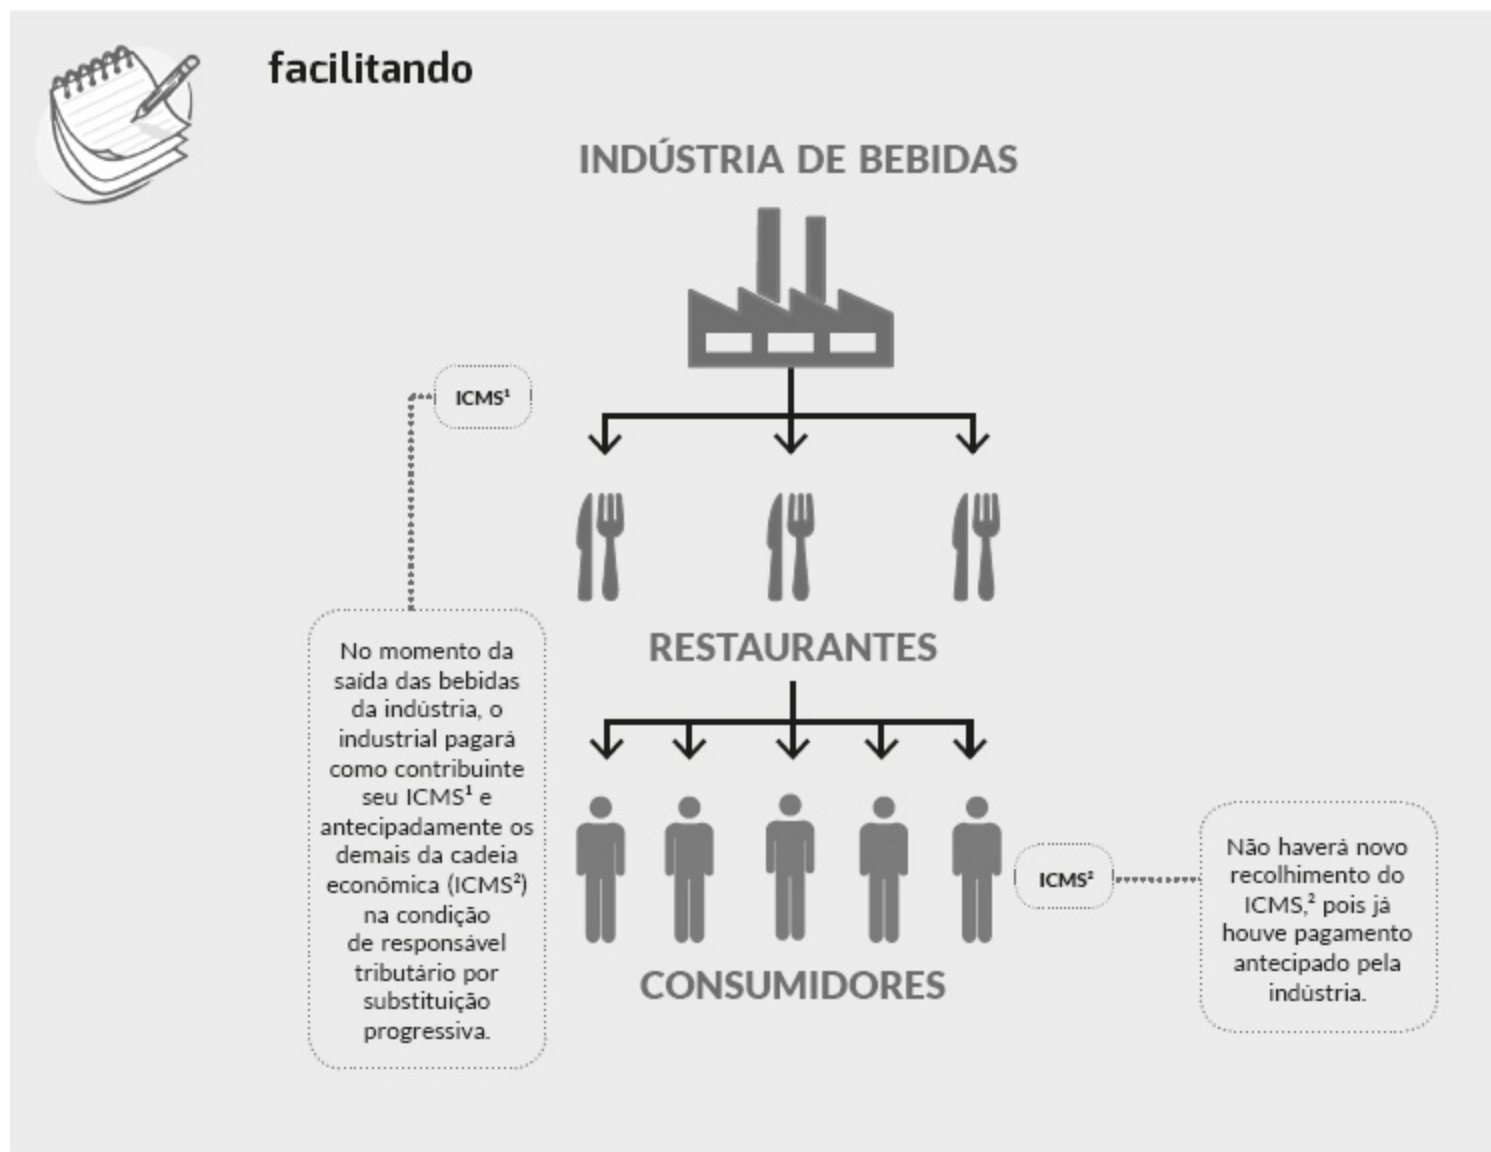 facilitando
INDÚSTRIA DE BEBIDAS
ICMS¹
RESTAURANTES
No momento da
saída das bebidas
da indústria, o
industrial pagará
como contribuinte
seu ICMS¹ e
antecipadamente os
demais da cadeia
econômica (ICMS²)
na condição
de responsável
tributário por
substituição
progressiva.
ICMS²
Não haverá novo
recolhimento do
ICMS,² pois já
houve pagamento
antecipado pela
indústria.
CONSUMIDORES